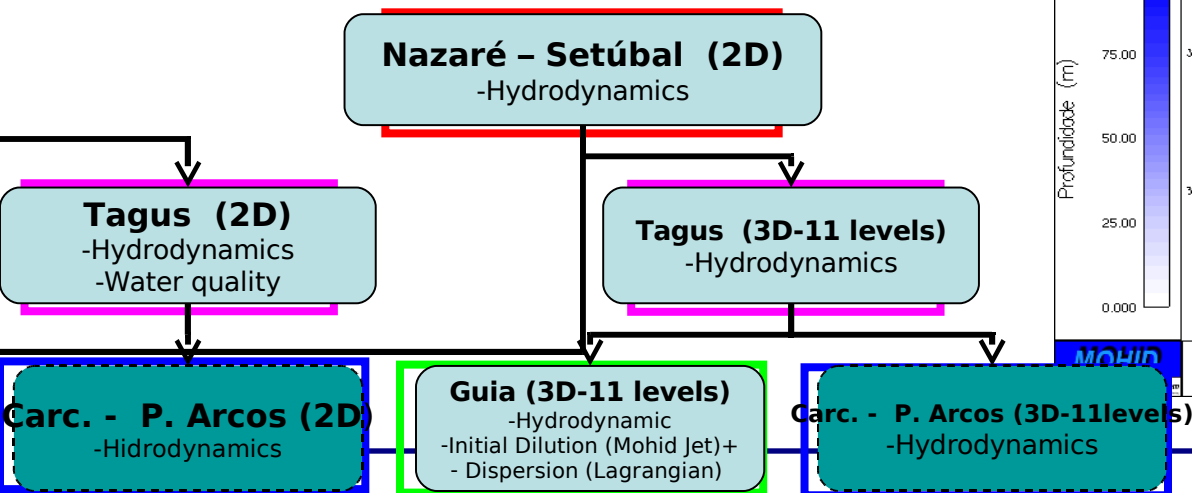 Nazaré – Setúbal (2D)
-Hydrodynamics
Profundidade (m)
75.00
50.00
25.00
0.000
Tagus (2D)
-Hydrodynamics
-Water quality
Tagus (3D-11 levels)
-Hydrodynamics
MOHID
Carc. - P. Arcos (2D)
-Hidrodynamics
Guia (3D-11 levels)
-Hydrodynamic
-Initial Dilution (Mohid Jet)+
- Dispersion (Lagrangian)
Carc. - P. Arcos (3D-11levels)
-Hydrodynamics